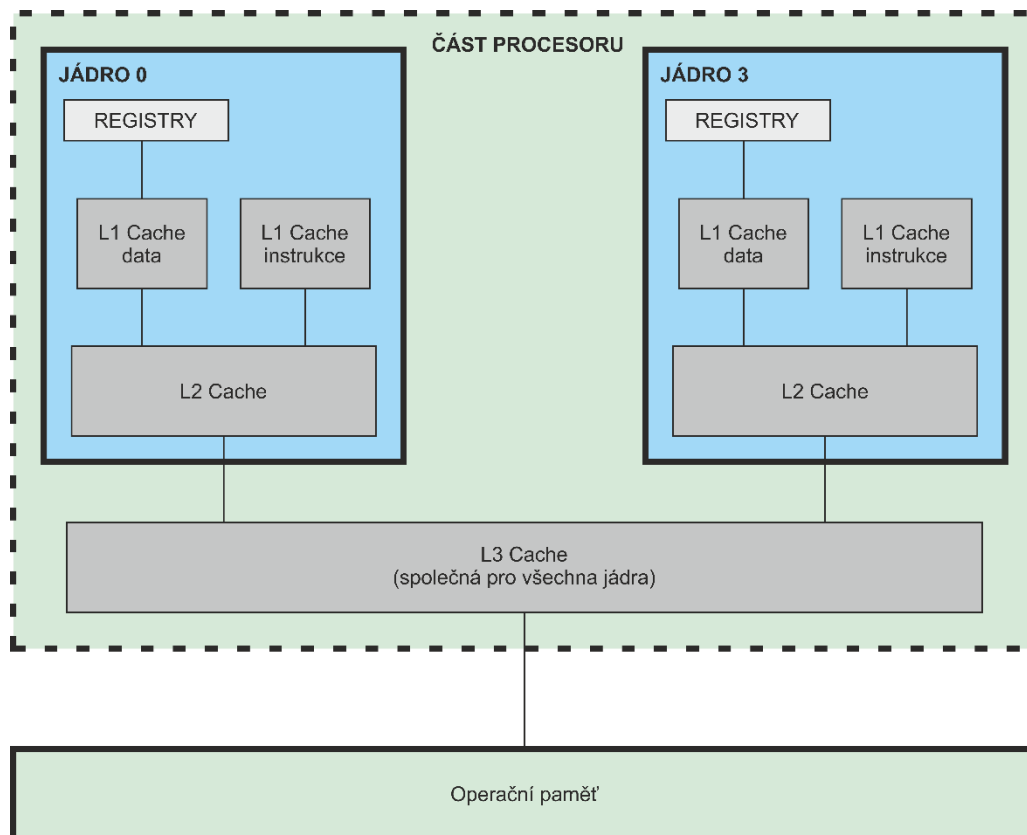 ČÁST PROCESORU
JÁDRO 0
REGISTRY
L1 Cache
data
L1 Cache
instrukce
L2 Cache
JÁDRO 3
REGISTRY
L1 Cache
data
L1 Cache
instrukce
L2 Cache
L3 Cache
(společná pro všechna jádra)
Operační paměť